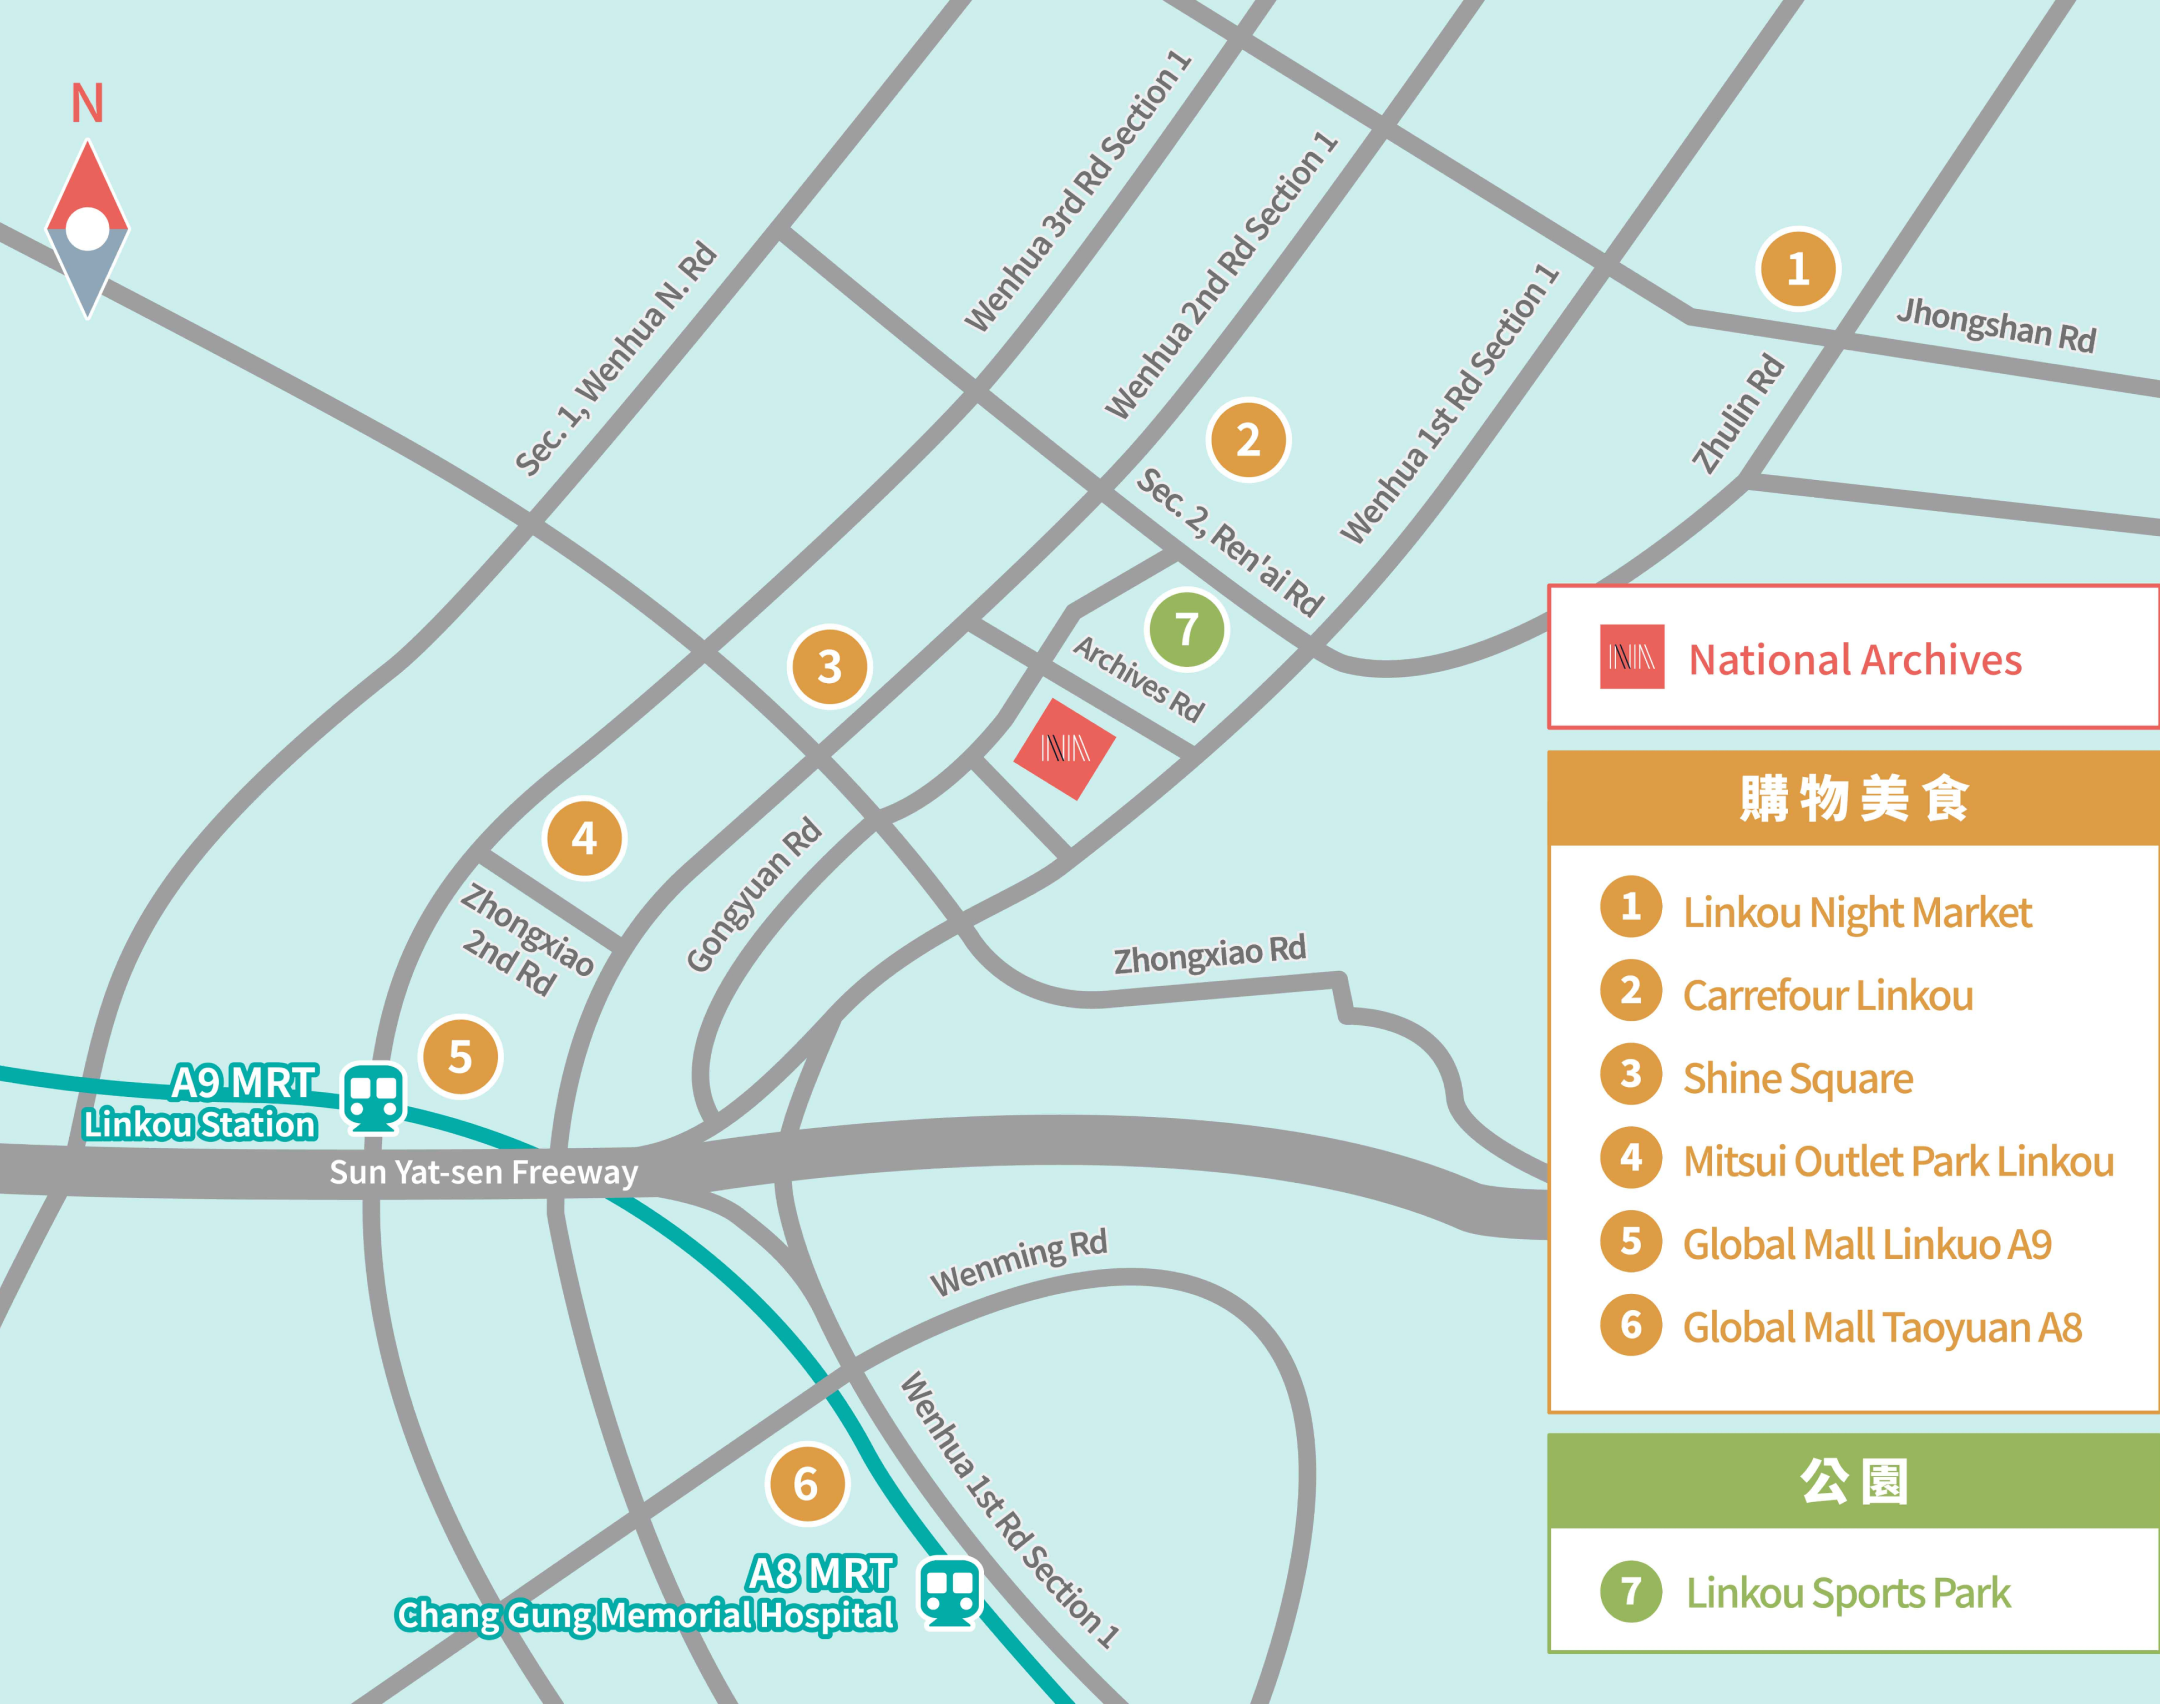 N
Sec. 1, Wenhua N. Rd
Wenhua 3rd Rd Section 1
Wenhua 2nd Rd Section 1
Wenhua 1st Rd Section 1
Jhongshan Rd
Zhulin Rd
1
2
Sec. 2, Ren'ai Rd
7
Archives Rd
3
4
Zhongxiao
2nd Rd
Gongyuan Rd
Zhongxiao Rd
5
A9 MRT
Linkou Station
Sun Yat-sen Freeway
Wenming Rd
Wenhua 1st Rd Section 1
6
A8 MRT
Chang Gung Memorial Hospital
National Archives
購物美食
1 Linkou Night Market
2 Carrefour Linkou
3 Shine Square
4 Mitsui Outlet Park Linkou
5 Global Mall Linkuo A9
6 Global Mall Taoyuan A8
公園
7 Linkou Sports Park